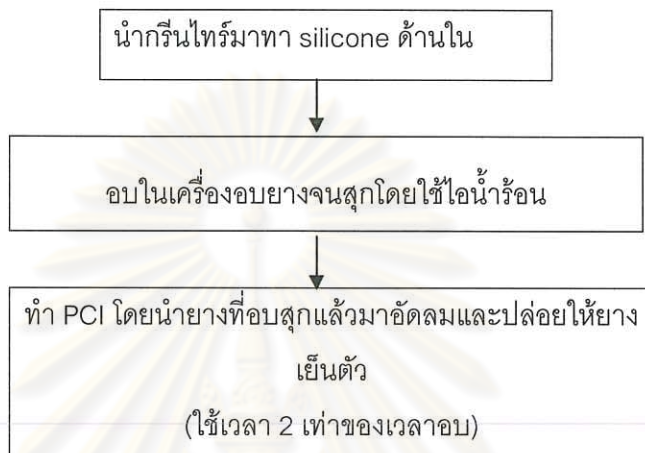 นำกรีนไทร์มาทา silicone ด้านใน
อบในเครื่องอบยางจนสุกโดยใช้ไอน้ำร้อน
ทำ PCI โดยนำยางที่อบสุกแล้วมาอัดลมและปล่อยให้ยาง
เย็นตัว
(ใช้เวลา 2 เท่าของเวลาอบ)